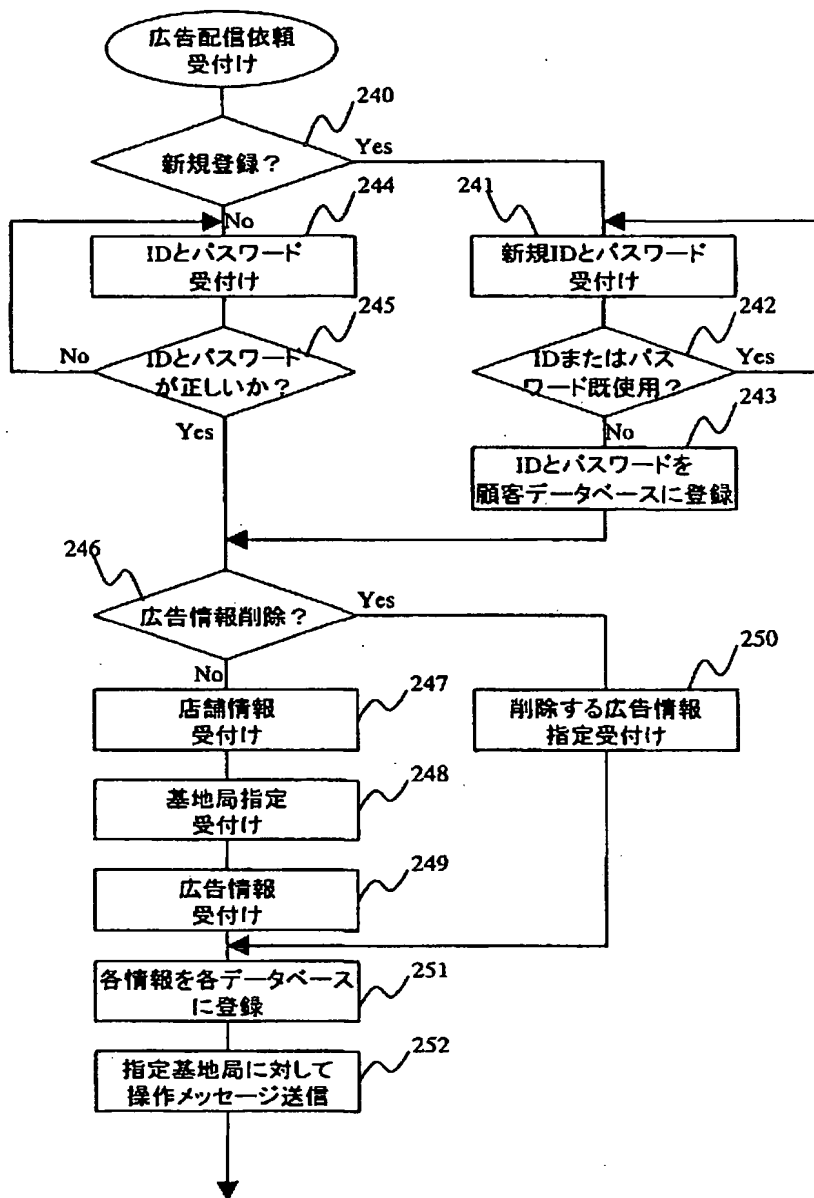 広告配信依頼
受付け
240
新規登録？
Yes
No
244
IDとパスワード
受付け
245
IDとパスワード
が正しいか？
No
Yes
241
新規IDとパスワード
受付け
242
IDまたはパス
ワード既使用？
Yes
No
243
IDとパスワードを
顧客データベースに登録
246
広告情報削除？
Yes
No
247
店舗情報
受付け
248
基地局指定
受付け
249
広告情報
受付け
250
削除する広告情報
指定受付け
251
各情報を各データベース
に登録
252
指定基地局に対して
操作メッセージ送信